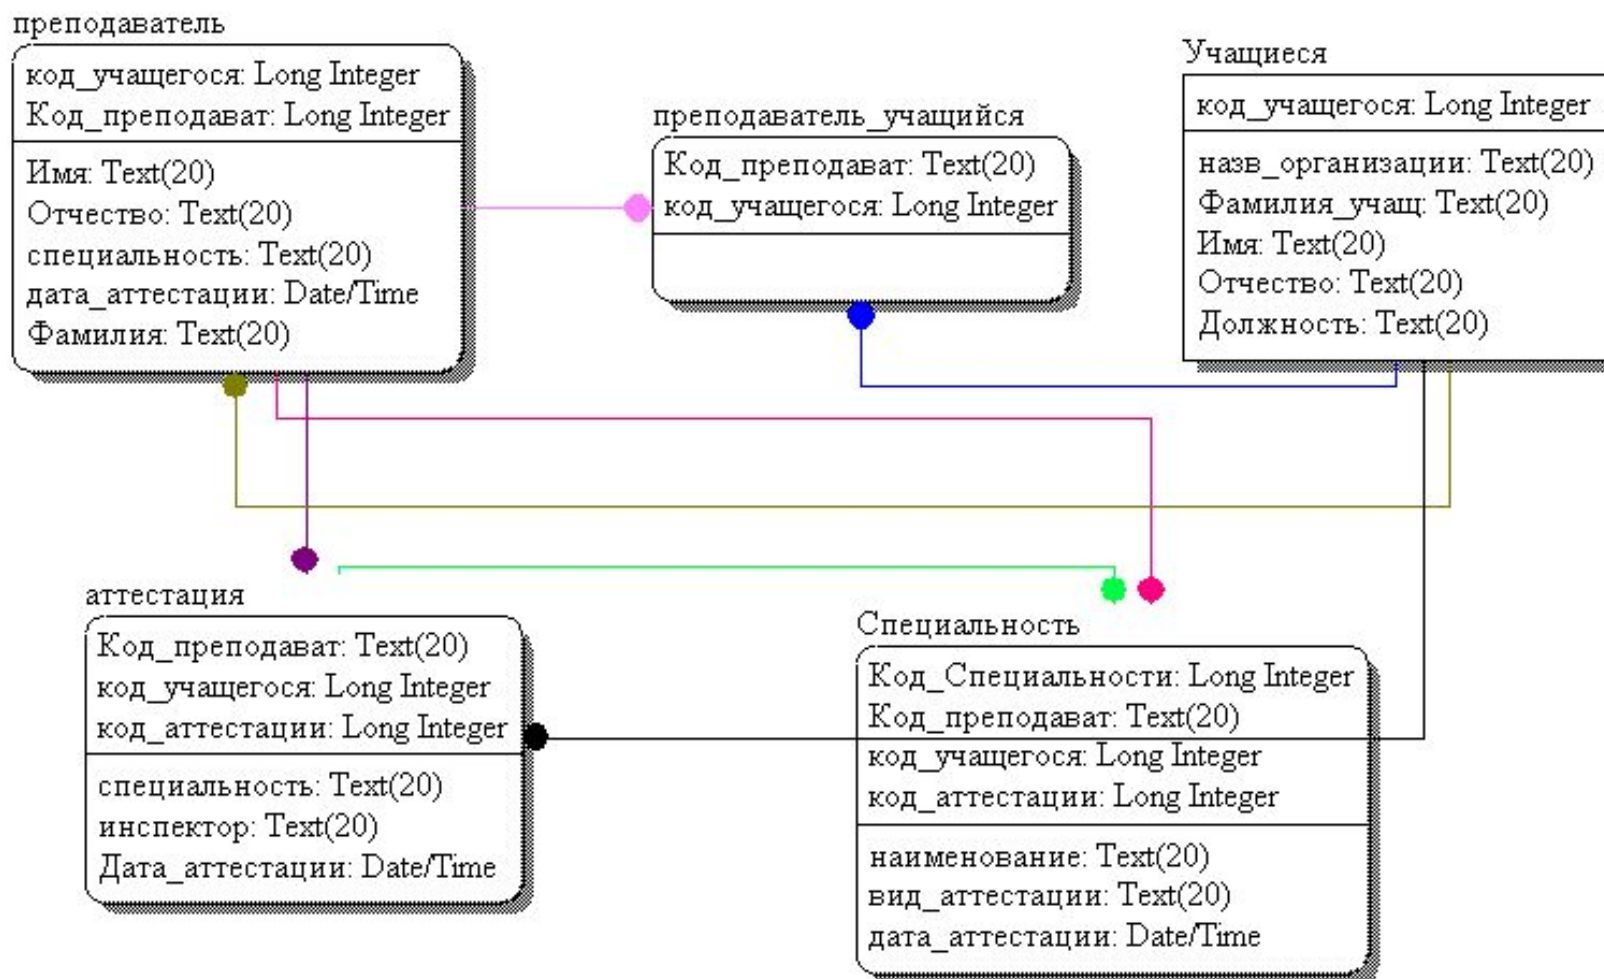 преподаватель
код_учащегося: Long Integer
Код_преподават: Long Integer
Имя: Text(20)
Отчество: Text(20)
специальность: Text(20)
дата_аттестации: Date/Time
Фамилия: Text(20)
преподаватель_учащийся
Код_преподават: Text(20)
код_учащегося: Long Integer
Учащиеся
код_учащегося: Long Integer
назв_организации: Text(20)
Фамилия_учащ: Text(20)
Имя: Text(20)
Отчество: Text(20)
Должность: Text(20)
аттестация
Код_преподават: Text(20)
код_учащегося: Long Integer
код_аттестации: Long Integer
специальность: Text(20)
инспектор: Text(20)
Дата_аттестации: Date/Time
Специальность
Код_Специальности: Long Integer
Код_преподават: Text(20)
код_учащегося: Long Integer
код_аттестации: Long Integer
наименование: Text(20)
вид_аттестации: Text(20)
дата_аттестации: Date/Time